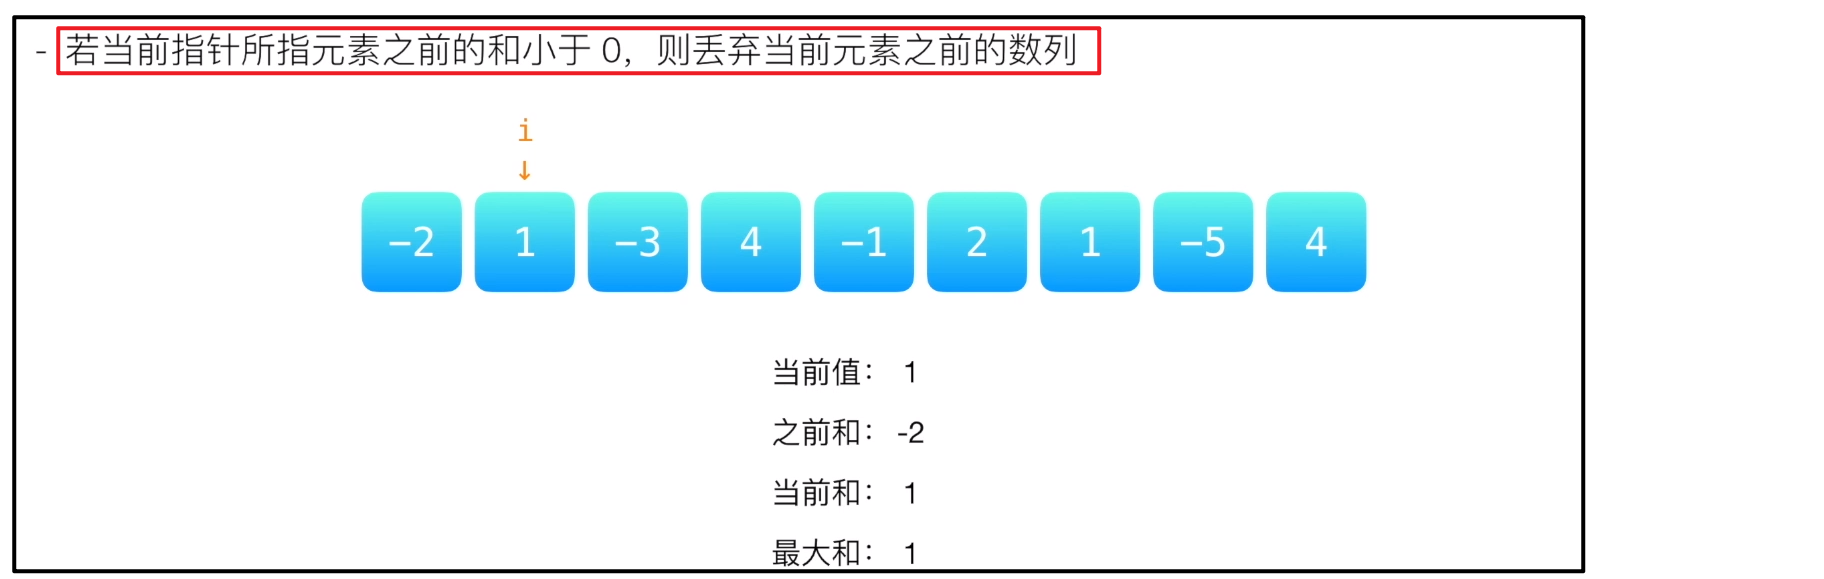 - 若当前指针所指元素之前的和小于 0，则丢弃当前元素之前的数列
i
↓
−2 1 −3 4 −1 2 1 −5 4
当前值： 1
之前和： -2
当前和： 1
最大和： 1